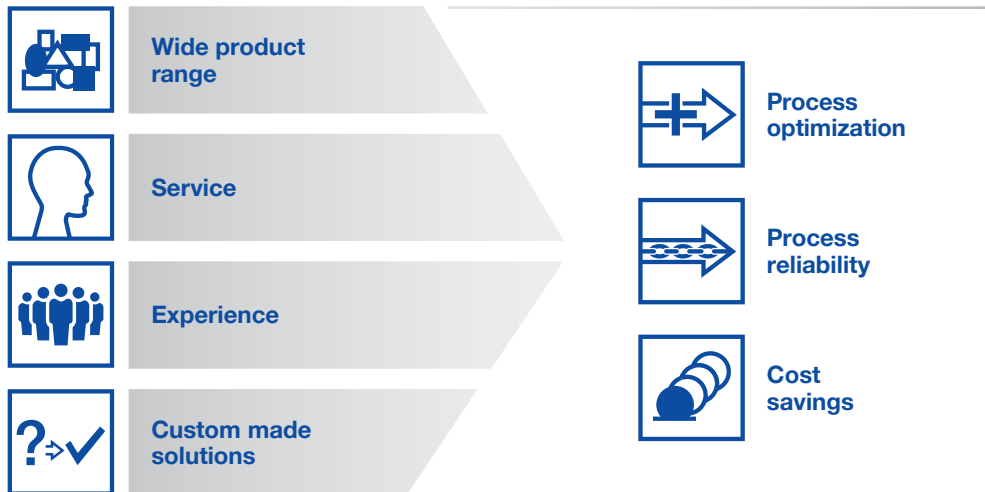 Wide product
range
Service
Experience
Custom made
solutions
Process
optimization
Process
reliability
Cost
savings